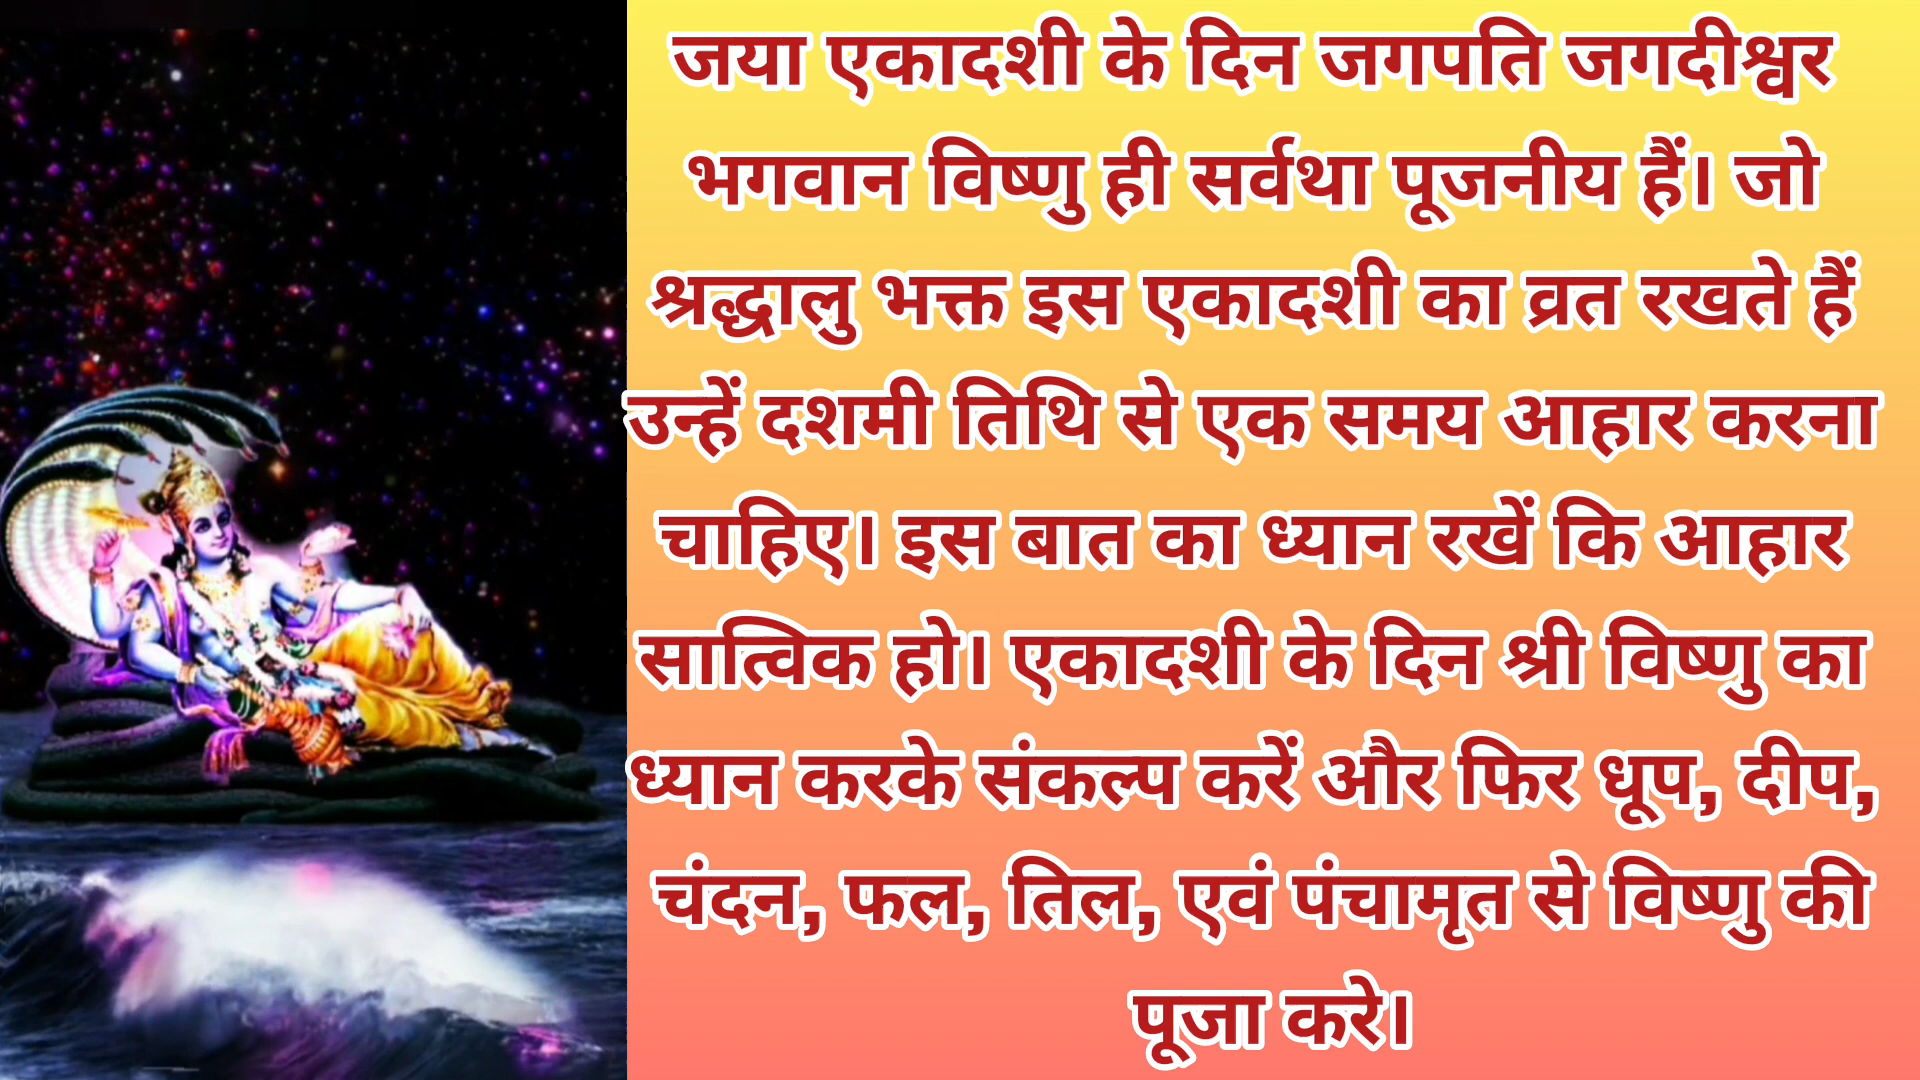 जया एकादशी के दिन जगपति जगदीश्वर
भगवान विष्णु ही सर्वथा पूजनीय हैं। जो
श्रद्धालु भक्त इस एकादशी का व्रत रखते हैं
उन्हें दशमी तिथि से एक समय आहार करना
चाहिए। इस बात का ध्यान रखें कि आहार
सात्विक हो। एकादशी के दिन श्री विष्णु का
ध्यान करके संकल्प करें और फिर धूप, दीप,
चंदन, फल, तिल, एवं पंचामृत से विष्णु की
पूजा करे।